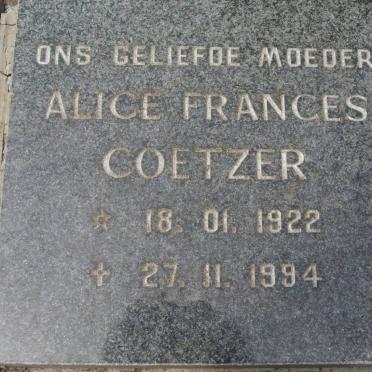 ONS GELIEFDE MOEDER
ALICE FRANCES
COETZER
☆ 18. 01. 1922
✝ 27. 11. 1994